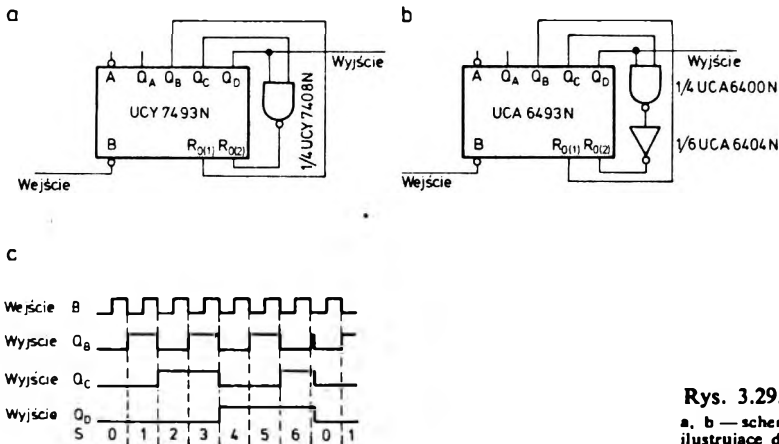 a
A Q_A Q_B Q_C Q_D
Wyjście
UCY 7493N
B R_0(1) R_0(2)
1/4 UCY 7408N
Wejście
b
A Q_A Q_B Q_C Q_D
Wyjście
1/4 UCA 6400N
UCA 6493N
B R_0(1) R_0(2)
1/6 UCA 6404N
Wejście
c
Wejście B
Wyjście Q_B
Wyjście Q_C
Wyjście Q_D
S 0 1 2 3 4 5 6 0 1
Rys. 3.29
a, b — schem
ilustrujące d